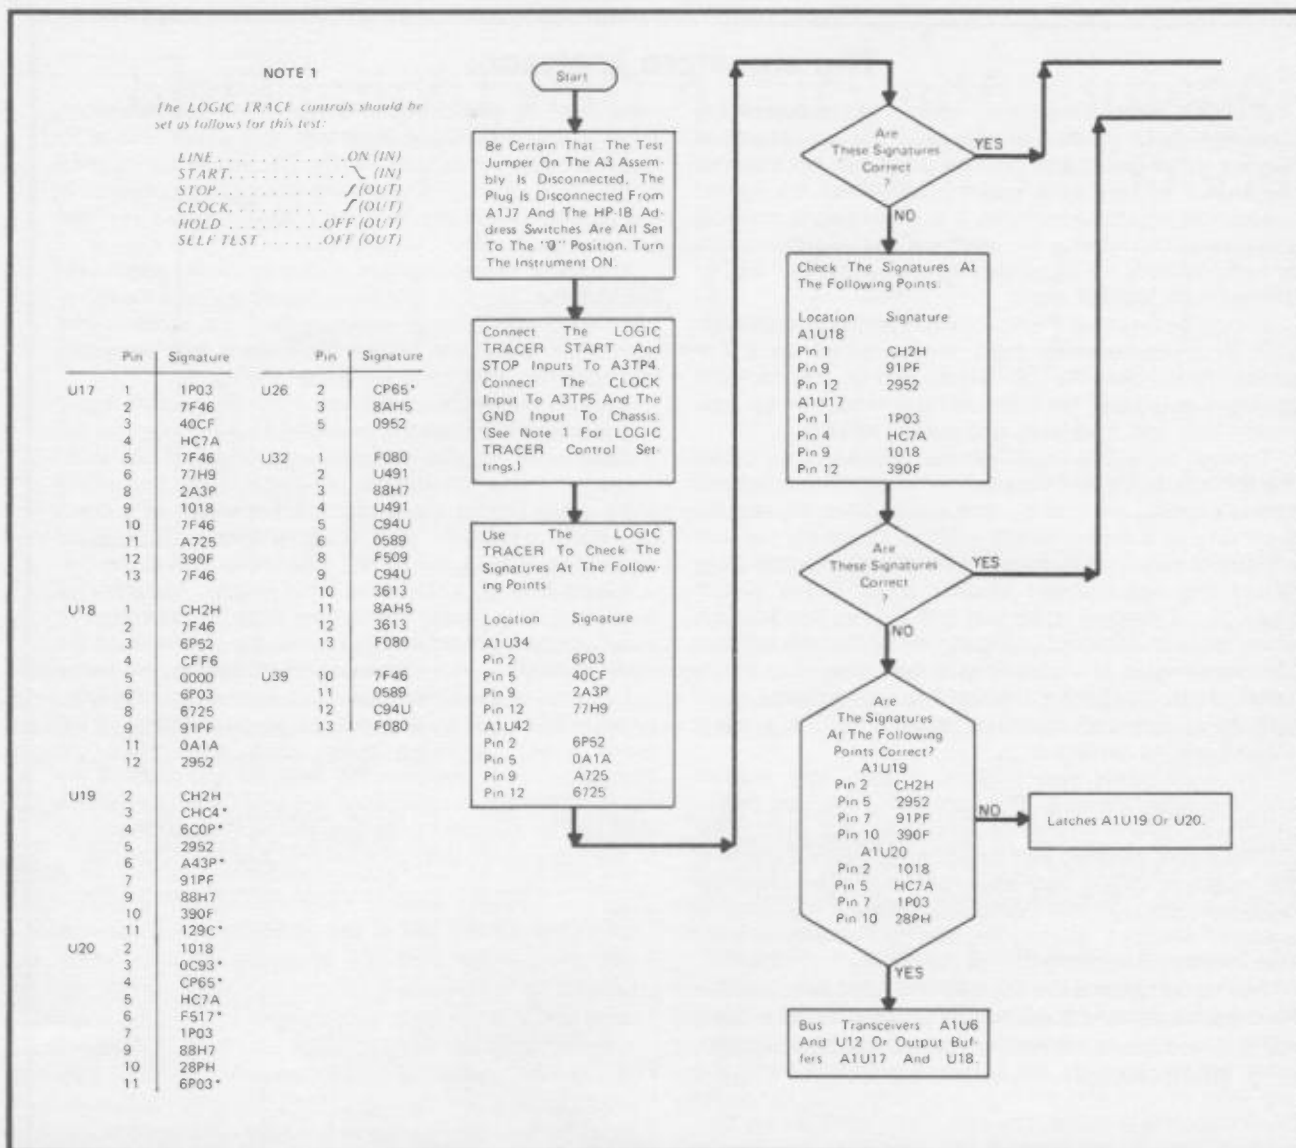 NOTE 1
The LOGIC TRACE controls should be
set as follows for this test:
LINE . . . . . . . . . . . . ON (IN)
START. . . . . . . . . . . . (IN)
STOP. . . . . . . . . . . . (OUT)
CLOCK. . . . . . . . . . . . (OUT)
HOLD . . . . . . . . . OFF (OUT)
SELF TEST . . . . . . OFF (OUT)
Pin Signature Pin Signature
U17 1 1P03 U26 2 CP65*
2 7F46 3 8AH5
3 40CF 5 0952
4 HC7A
5 7F46 U32 1 F080
6 77H9 2 U491
8 2A3P 3 88H7
9 1018 4 U491
10 7F46 5 C94U
11 A725 6 0589
12 390F 8 F509
13 7F46 9 C94U
10 3613
U18 1 CH2H 11 8AH5
2 7F46 12 3613
3 6P52 13 F080
4 CFF6
5 0000 U39 10 7F46
6 6P03 11 0589
8 6725 12 C94U
9 91PF 13 F080
11 0A1A
12 2952
U19 2 CH2H
3 CHC4*
4 6C0P*
5 2952
6 A43P*
7 91PF
9 88H7
10 390F
11 129C*
U20 2 1018
3 0C93*
4 CP65*
5 HC7A
6 F517*
7 1P03
9 88H7
10 28PH
11 6P03*
Start
Be Certain That The Test
Jumper On The A3 Assem-
bly Is Disconnected, The
Plug Is Disconnected From
A1J7 And The HP-IB Ad-
dress Switches Are All Set
To The "0" Position. Turn
The Instrument ON.
Connect The LOGIC
TRACER START And
STOP Inputs To A3TP4.
Connect The CLOCK
Input To A3TP5 And The
GND Input To Chassis.
(See Note 1 For LOGIC
TRACER Control Set-
tings.)
Use The LOGIC
TRACER To Check The
Signatures At The Follow-
ing Points:
Location Signature
A1U34
Pin 2 6P03
Pin 5 40CF
Pin 9 2A3P
Pin 12 77H9
A1U42
Pin 2 6P52
Pin 5 0A1A
Pin 9 A725
Pin 12 6725
Are
These Signatures
Correct
?
YES
NO
Check The Signatures At
The Following Points:
Location Signature
A1U18
Pin 1 CH2H
Pin 9 91PF
Pin 12 2952
A1U17
Pin 1 1P03
Pin 4 HC7A
Pin 9 1018
Pin 12 390F
Are
These Signatures
Correct
?
YES
NO
Are
The Signatures
At The Following
Points Correct?
A1U19
Pin 2 CH2H
Pin 5 2952
Pin 7 91PF
Pin 10 390F
A1U20
Pin 2 1018
Pin 5 HC7A
Pin 7 1P03
Pin 10 28PH
NO
Latches A1U19 Or U20.
YES
Bus Transceivers A1U6
And U12 Or Output Buf-
fers A1U17 And U18.